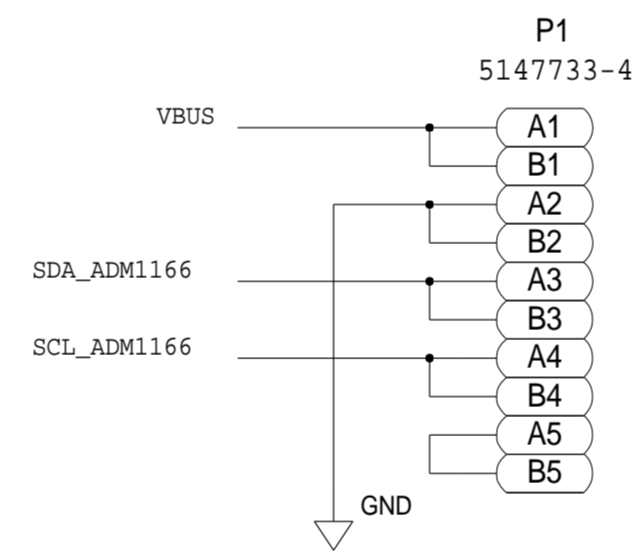 P1
5147733-4
VBUS
A1
B1
A2
B2
SDA_ADM1166
A3
B3
SCL_ADM1166
A4
B4
A5
B5
GND